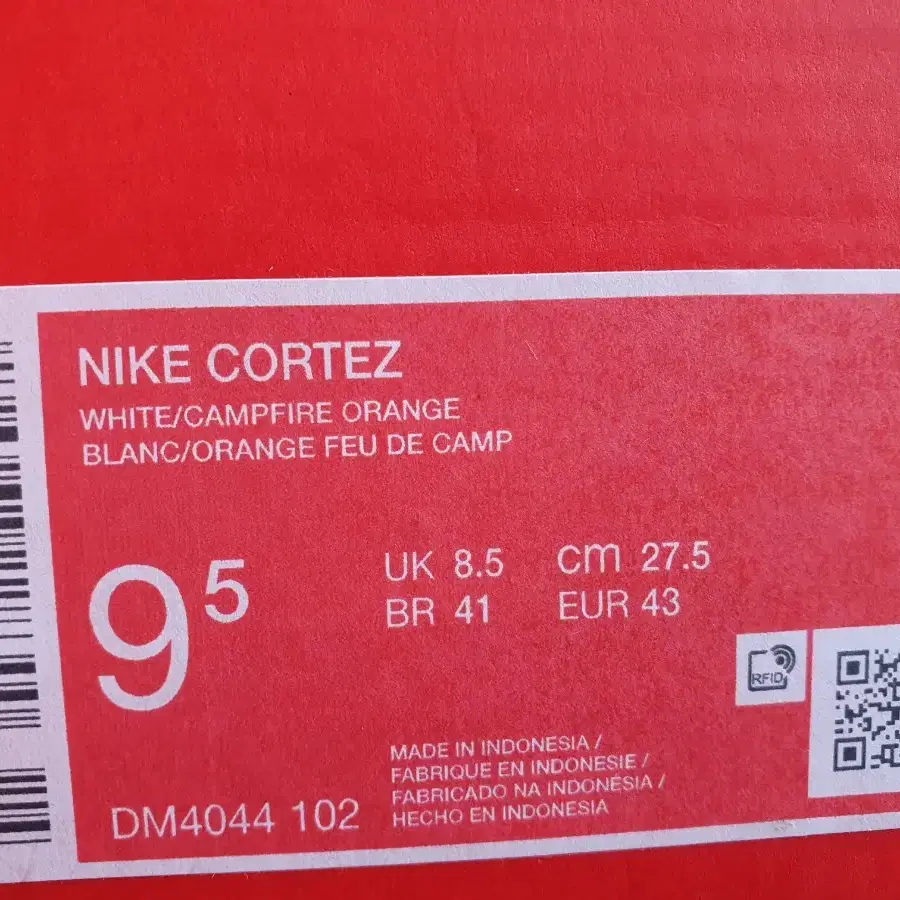 NIKE CORTEZ
WHITE/CAMPFIRE ORANGE
BLANC/ORANGE FEU DE CAMP
9⁵
UK 8.5 cm 27.5
BR 41 EUR 43
RFID
MADE IN INDONESIA /
FABRIQUE EN INDONESIE /
FABRICADO NA INDONÉSIA /
HECHO EN INDONESIA
DM4044 102